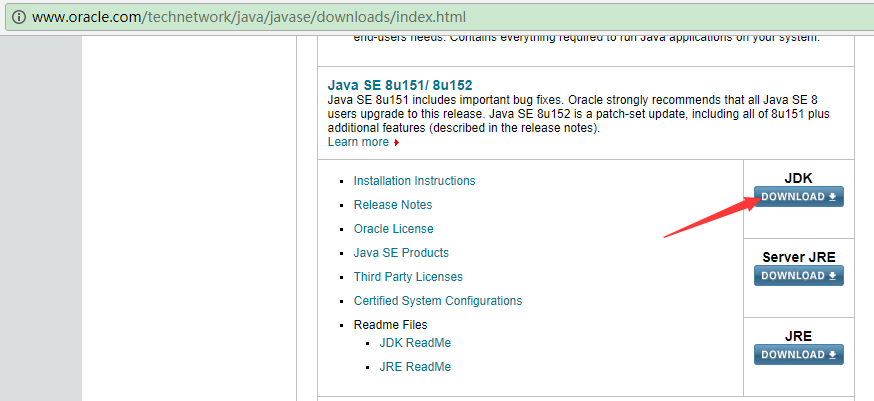 www.oracle.com/technetwork/java/javase/downloads/index.html
end-users needs. Contains everything required to run Java applications on your system.
Java SE 8u151/ 8u152
Java SE 8u151 includes important bug fixes. Oracle strongly recommends that all Java SE 8
users upgrade to this release. Java SE 8u152 is a patch-set update, including all of 8u151 plus
additional features (described in the release notes).
Learn more
Installation Instructions
Release Notes
Oracle License
Java SE Products
Third Party Licenses
Certified System Configurations
Readme Files
JDK ReadMe
JRE ReadMe
JDK
DOWNLOAD
Server JRE
DOWNLOAD
JRE
DOWNLOAD